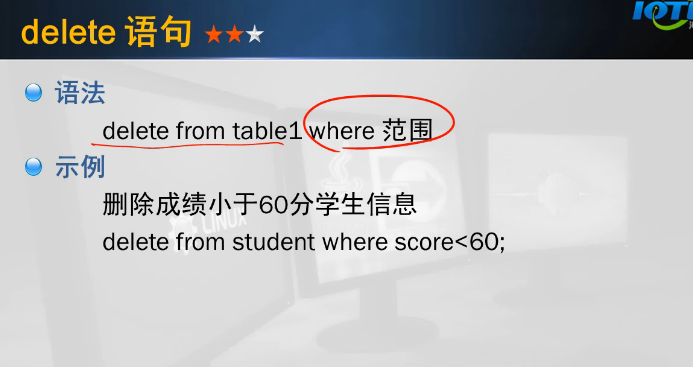 delete 语句 ★★★
语法
delete from table1 where 范围
示例
删除成绩小于60分学生信息
delete from student where score<60;
LINUX